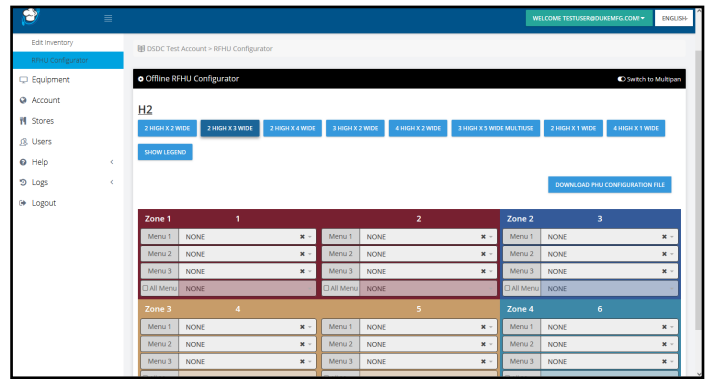 WELCOME TESTUSER@DUKEMFG.COM!
ENGLISH
Edit Inventory
RFHU Configurator
Equipment
Account
Stores
Users
Help
Logs
Logout
DSDC Test Account > RFHU Configurator
Offline RFHU Configurator
Switch to Multipan
H2
2 HIGH X 2 WIDE 2 HIGH X 3 WIDE 2 HIGH X 4 WIDE 3 HIGH X 2 WIDE 4 HIGH X 2 WIDE 3 HIGH X 5 WIDE MULTIUSE 2 HIGH X 1 WIDE 4 HIGH X 1 WIDE
SHOW LEGEND
DOWNLOAD PHU CONFIGURATION FILE
Zone 1 1 2 Zone 2 3
Menu 1 NONE Menu 1 NONE Menu 1 NONE
Menu 2 NONE Menu 2 NONE Menu 2 NONE
Menu 3 NONE Menu 3 NONE Menu 3 NONE
All Menu NONE All Menu NONE All Menu NONE
Zone 3 4 5 Zone 4 6
Menu 1 NONE Menu 1 NONE Menu 1 NONE
Menu 2 NONE Menu 2 NONE Menu 2 NONE
Menu 3 NONE Menu 3 NONE Menu 3 NONE